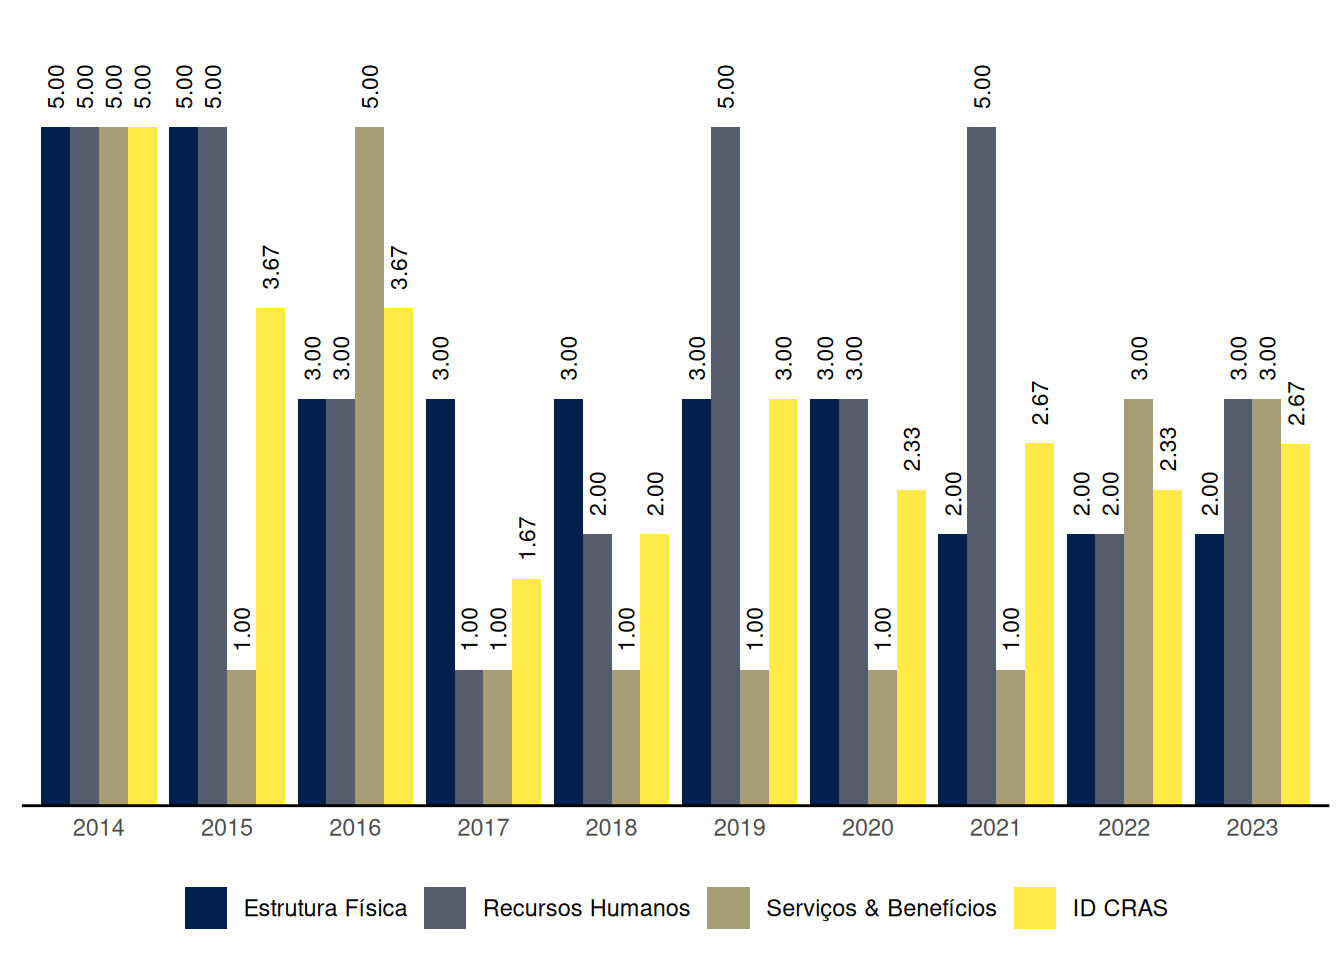 5.00 5.00 5.00 5.00 5.00 5.00 1.00 3.67 3.00 3.00 5.00 3.67 3.00 1.00 1.00 1.67 3.00 2.00 1.00 2.00 3.00 5.00 1.00 3.00 3.00 3.00 1.00 2.33 2.00 5.00 1.00 2.67 2.00 2.00 3.00 2.33 2.00 3.00 3.00 2.67
2014 2015 2016 2017 2018 2019 2020 2021 2022 2023
Estrutura Física Recursos Humanos Serviços & Benefícios ID CRAS